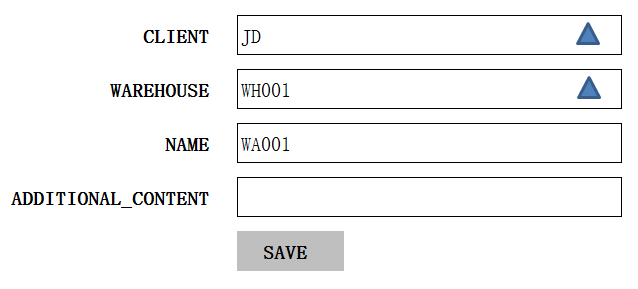 CLIENT JD
WAREHOUSE WH001
NAME WA001
ADDITIONAL_CONTENT
SAVE